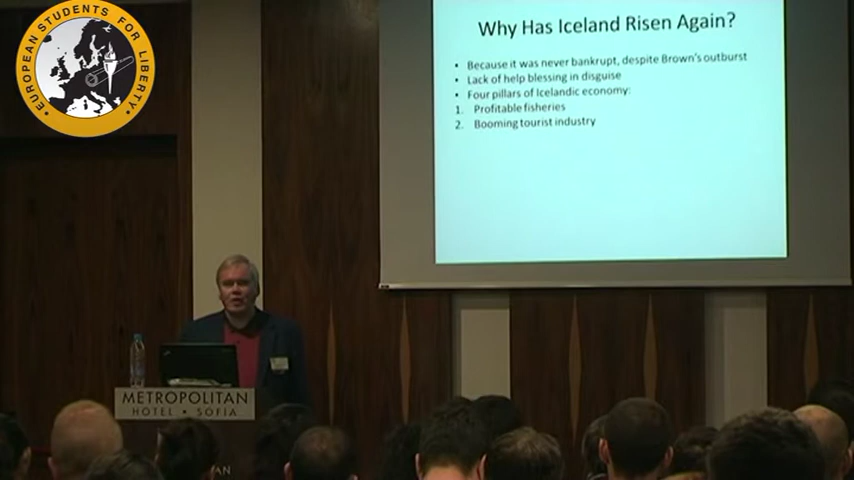 EUROPEAN STUDENTS FOR LIBERTY
Why Has Iceland Risen Again?
• Because it was never bankrupt, despite Brown's outburst
• Lack of help blessing in disguise
• Four pillars of Icelandic economy:
1. Profitable fisheries
2. Booming tourist industry
METROPOLITAN
HOTEL • SOFIA